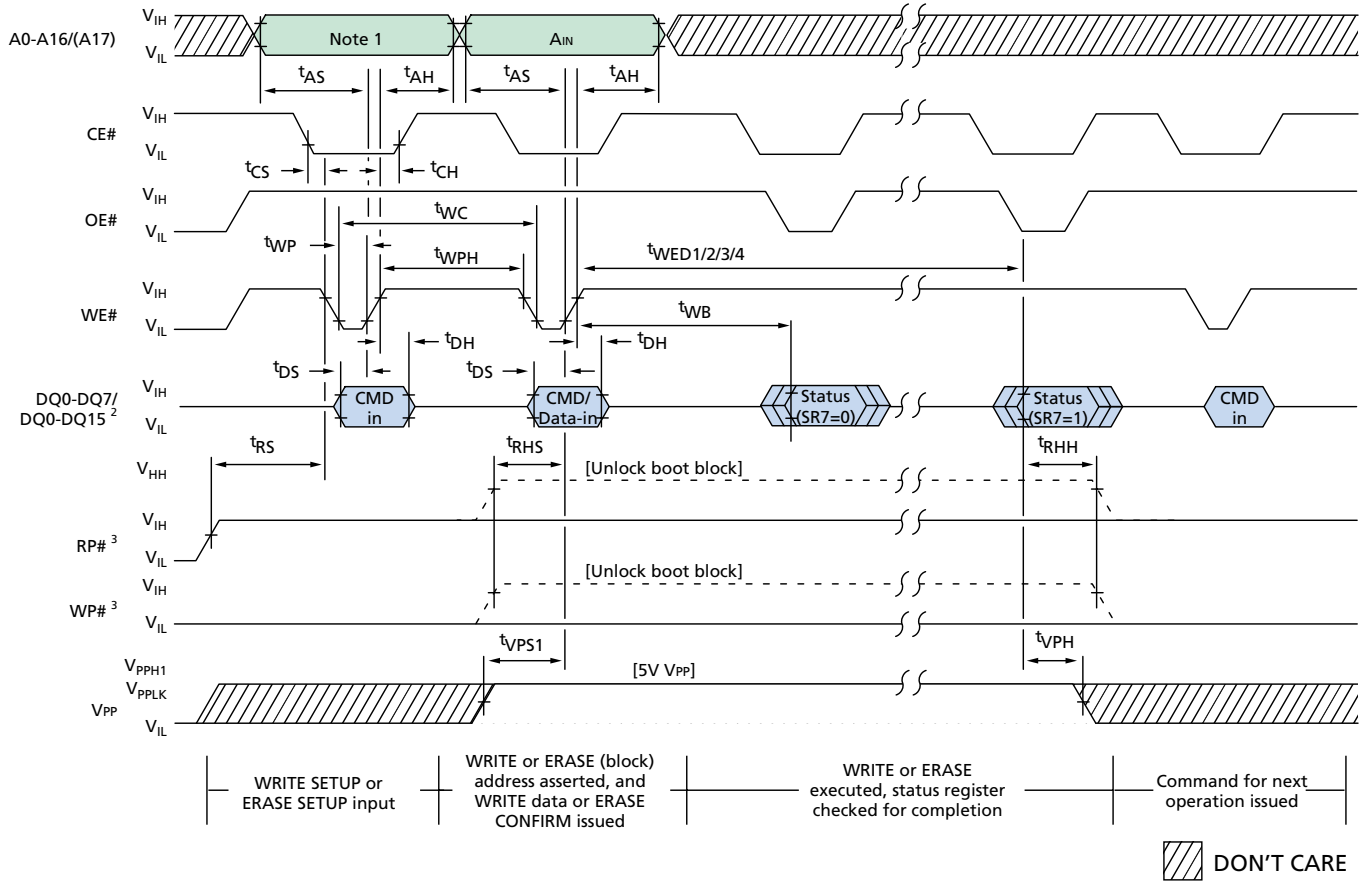 VIH
A0-A16/(A17)
VIL
Note 1
AIN
tAS
tAH
tAS
tAH
VIH
CE#
VIL
tCS
tCH
VIH
OE#
VIL
tWC
tWP
tWPH
tWED1/2/3/4
VIH
WE#
VIL
tWB
tDH
tDH
tDS
tDS
VIH
DQ0-DQ7/
DQ0-DQ15 2
VIL
CMD
in
CMD/
Data-in
Status
(SR7=0)
Status
(SR7=1)
CMD
in
tRS
tRHS
tRHH
VHH
[Unlock boot block]
VIH
RP# 3
VIL
[Unlock boot block]
VIH
WP# 3
VIL
tVPS1
tVPH
VPPH1
[5V VPP]
VPPLK
VPP
VIL
WRITE SETUP or
ERASE SETUP input
WRITE or ERASE (block)
address asserted, and
WRITE data or ERASE
CONFIRM issued
WRITE or ERASE
executed, status register
checked for completion
Command for next
operation issued
DON'T CARE